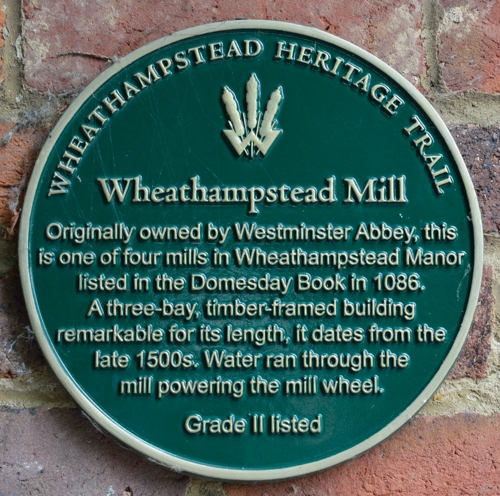 WHEATHAMPSTEAD HERITAGE TRAIL
W
Wheathampstead Mill
Originally owned by Westminster Abbey, this
is one of four mills in Wheathampstead Manor
listed in the Domesday Book in 1086.
A three-bay, timber-framed building
remarkable for its length, it dates from the
late 1500s. Water ran through the
mill powering the mill wheel.
Grade II listed